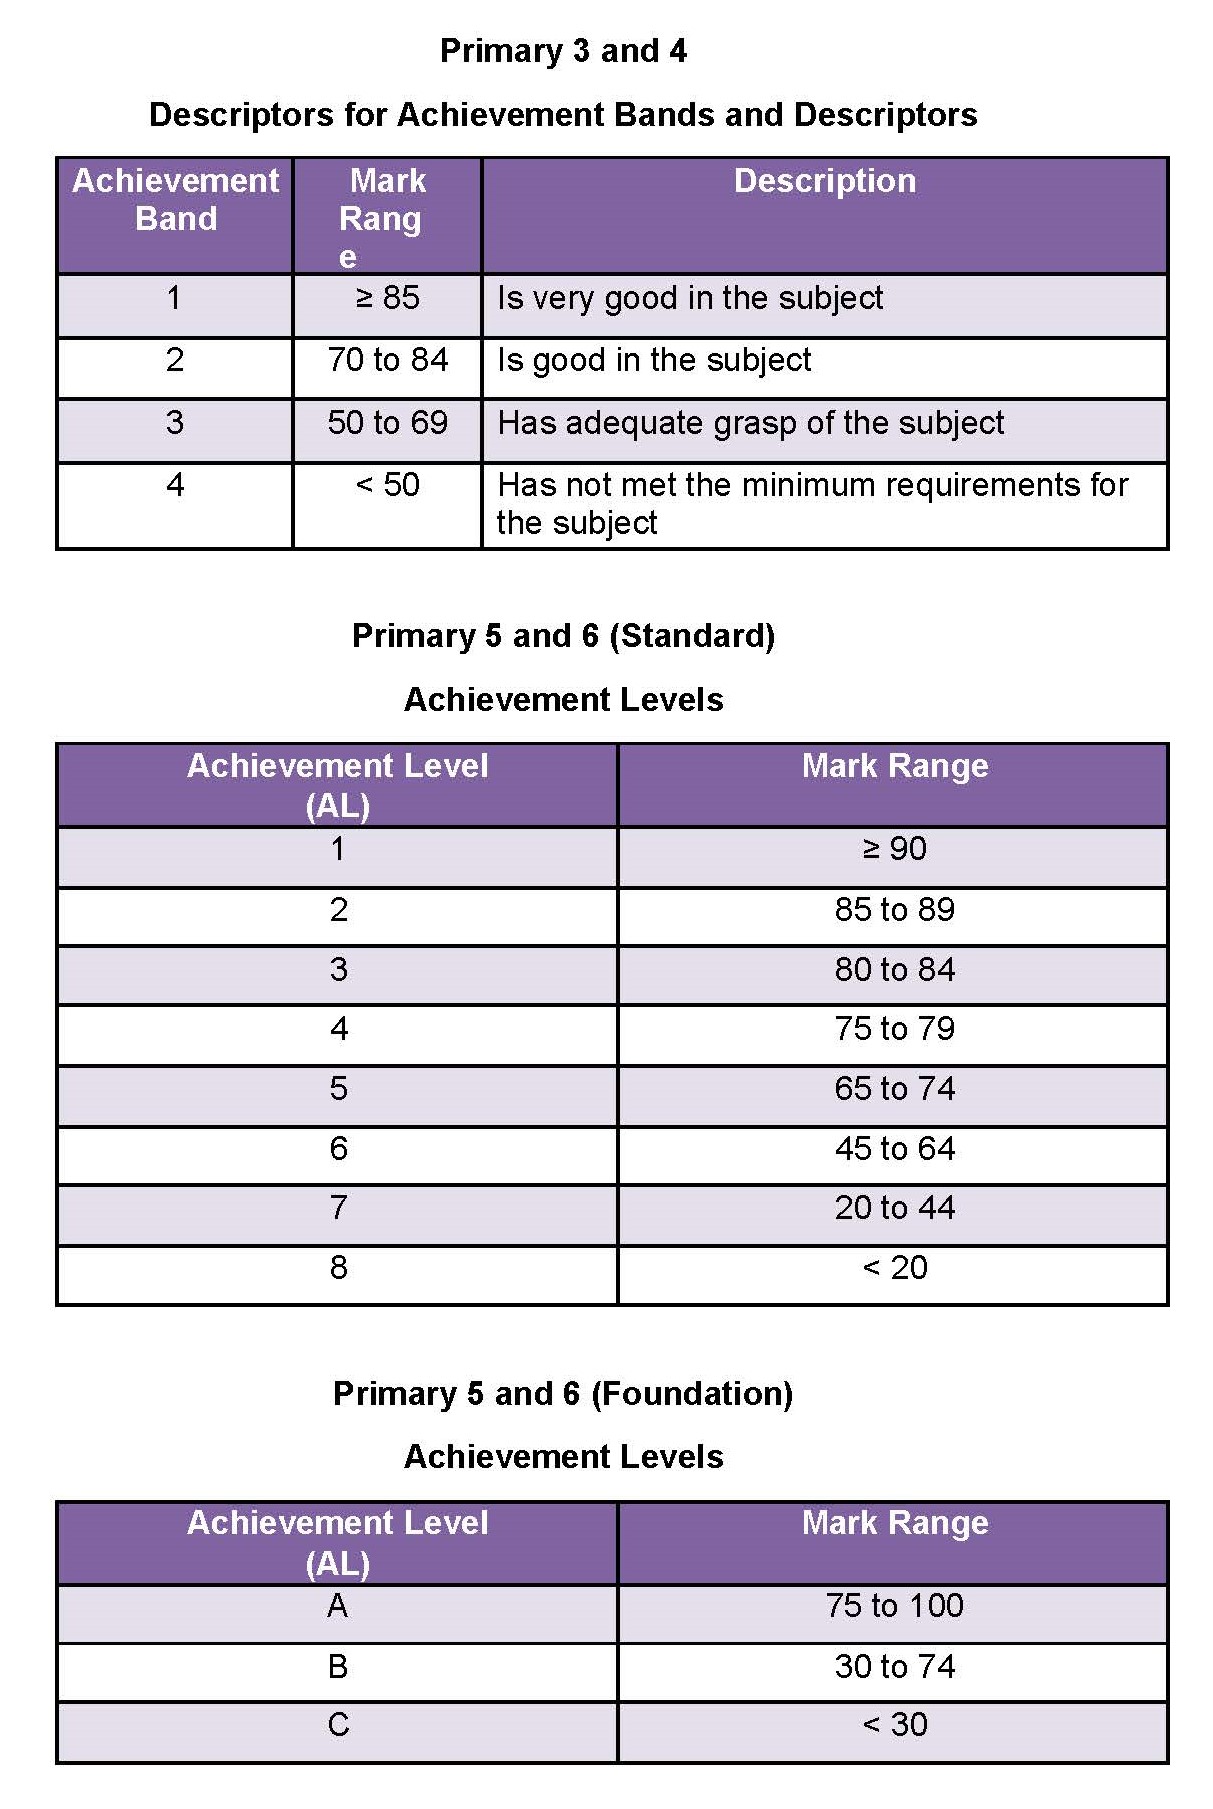 Primary 3 and 4
Descriptors for Achievement Bands and Descriptors
Achievement Band Mark Rang e Description
1 ≥ 85 Is very good in the subject
2 70 to 84 Is good in the subject
3 50 to 69 Has adequate grasp of the subject
4 < 50 Has not met the minimum requirements for
the subject
Primary 5 and 6 (Standard)
Achievement Levels
Achievement Level (AL) Mark Range
1 ≥ 90
2 85 to 89
3 80 to 84
4 75 to 79
5 65 to 74
6 45 to 64
7 20 to 44
8 < 20
Primary 5 and 6 (Foundation)
Achievement Levels
Achievement Level (AL) Mark Range
A 75 to 100
B 30 to 74
C < 30